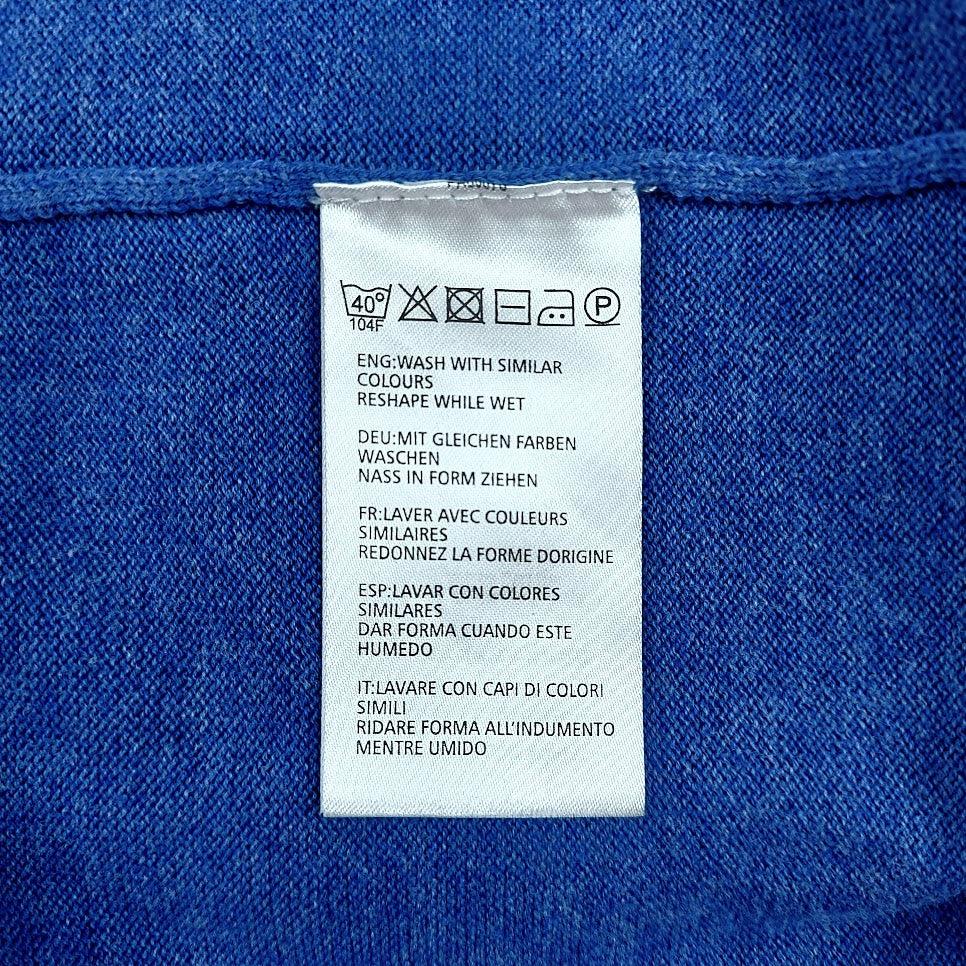 40°
104F
P
ENG:WASH WITH SIMILAR
COLOURS
RESHAPE WHILE WET
DEU:MIT GLEICHEN FARBEN
WASCHEN
NASS IN FORM ZIEHEN
FR:LAVER AVEC COULEURS
SIMILAIRES
REDONNEZ LA FORME DORIGINE
ESP:LAVAR CON COLORES
SIMILARES
DAR FORMA CUANDO ESTE
HUMEDO
IT:LAVARE CON CAPI DI COLORI
SIMILI
RIDARE FORMA ALL'INDUMENTO
MENTRE UMIDO